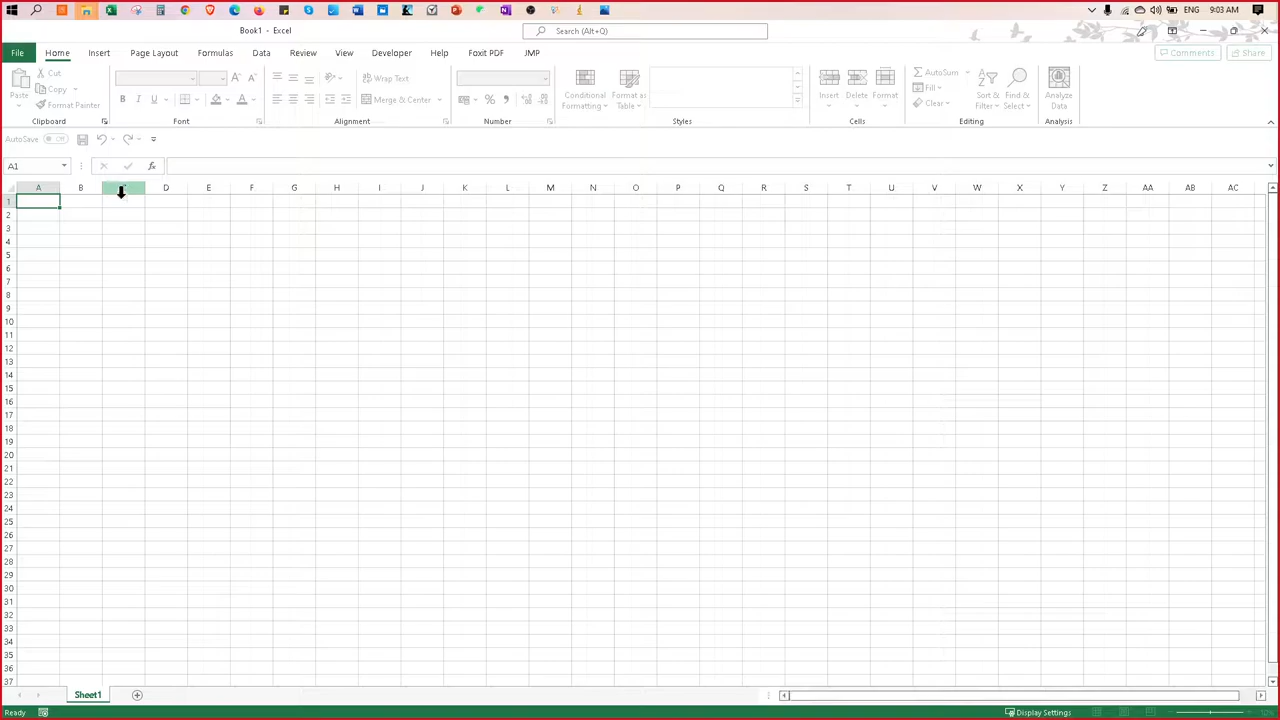 ENG 9:03 AM
Book1 - Excel
Search (Alt+Q)
File Home Insert Page Layout Formulas Data Review View Developer Help Foxit PDF JMP
Comments Share
Paste
Cut
Copy
Format Painter
Clipboard
B I U
Font
Wrap Text
Merge & Center
Alignment
Number
Conditional Formatting
Format as Table
Styles
Insert Delete Format
Cells
AutoSum
Fill
Clear
Sort & Filter
Find & Select
Editing
Analyze Data
Analysis
AutoSave Off
A1
fx
A B D E F G H I J K L M N O P Q R S T U V W X Y Z AA AB AC
1
2
3
4
5
6
7
8
9
10
11
12
13
14
15
16
17
18
19
20
21
22
23
24
25
26
27
28
29
30
31
32
33
34
35
36
37
Sheet1
Ready
Display Settings